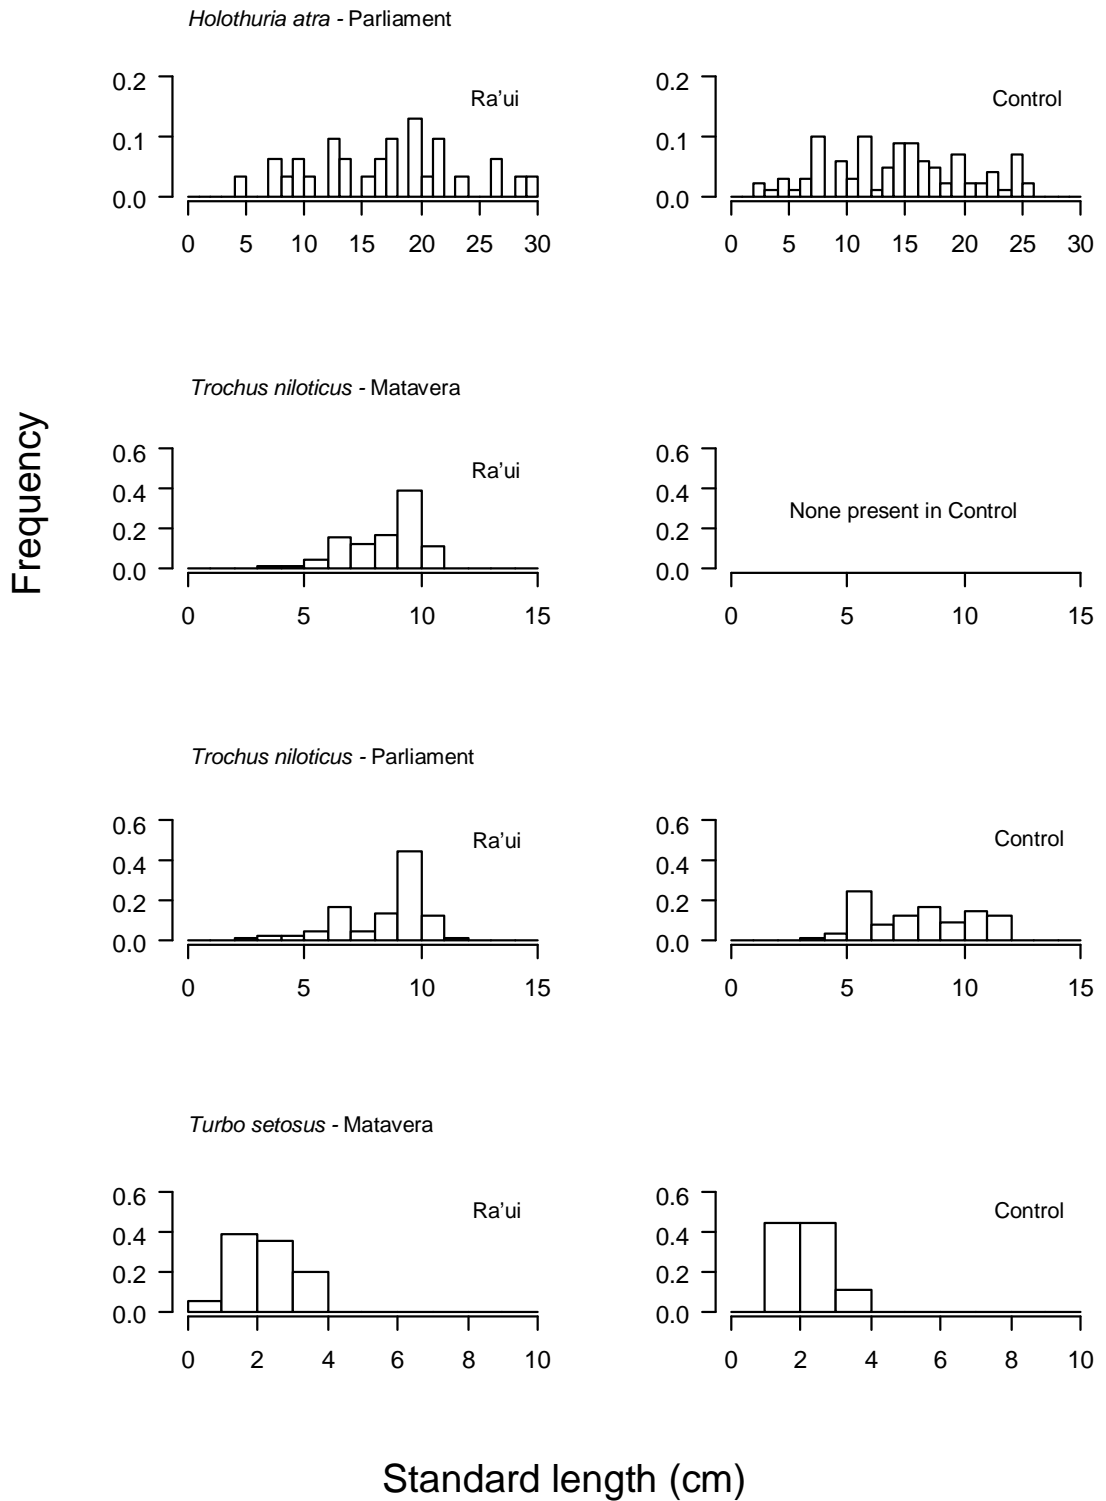 Holothuria atra - Parliament
0.2
0.1
0.0
Ra'ui
0 5 10 15 20 25 30
0.2
0.1
0.0
Control
0 5 10 15 20 25 30
Frequency
Trochus niloticus - Matavera
0.6
0.4
0.2
0.0
Ra'ui
0 5 10 15
0.6
0.4
0.2
0.0
None present in Control
0 5 10 15
Trochus niloticus - Parliament
0.6
0.4
0.2
0.0
Ra'ui
0 5 10 15
0.6
0.4
0.2
0.0
Control
0 5 10 15
Turbo setosus - Matavera
0.6
0.4
0.2
0.0
Ra'ui
0 2 4 6 8 10
0.6
0.4
0.2
0.0
Control
0 2 4 6 8 10
Standard length (cm)